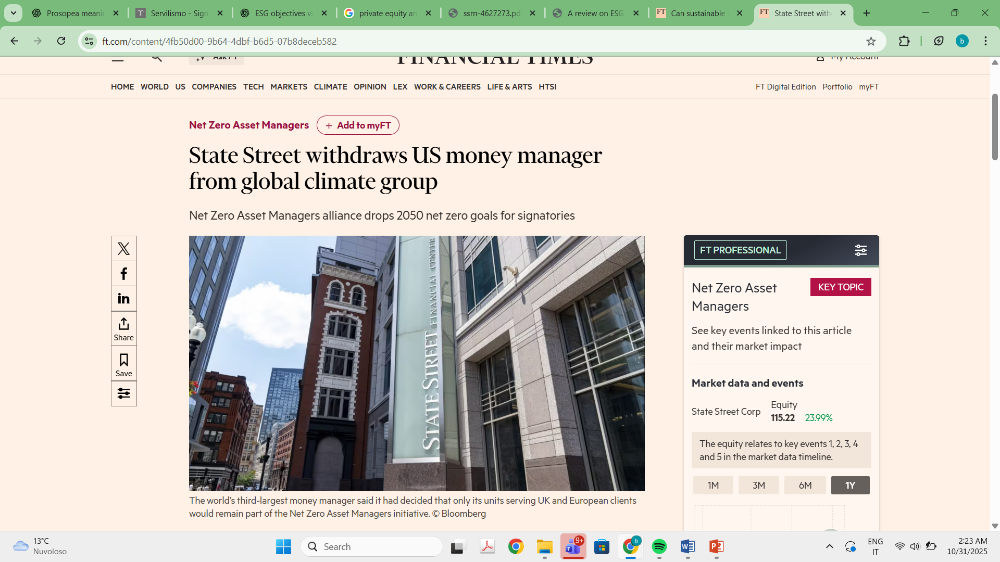 Prosopea meani
Servilismo - Sign
ESG objectives v
private equity an
ssrn-4627273.pd
A review on ESG
FT Can sustainable
FT State Street with
ft.com/content/4fb50d00-9b64-4dbf-b6d5-07b8deceb582
b
Ask FT
FINANCIAL TIMES
My Account
HOME WORLD US COMPANIES TECH MARKETS CLIMATE OPINION LEX WORK & CAREERS LIFE & ARTS HTSI
FT Digital Edition Portfolio myFT
Net Zero Asset Managers
+ Add to myFT
State Street withdraws US money manager
from global climate group
Net Zero Asset Managers alliance drops 2050 net zero goals for signatories
Share
Save
STATE STREET FINANCIAL CENTER
The world’s third-largest money manager said it had decided that only its units serving UK and European clients
would remain part of the Net Zero Asset Managers initiative. © Bloomberg
FT PROFESSIONAL
Net Zero Asset
Managers
KEY TOPIC
See key events linked to this article
and their market impact
Market data and events
State Street Corp
Equity
115.22 23.99%
The equity relates to key events 1, 2, 3, 4
and 5 in the market data timeline.
1M 3M 6M 1Y
13°C
Nuvoloso
Search
9+
b
ENG
IT
2:23 AM
10/31/2025